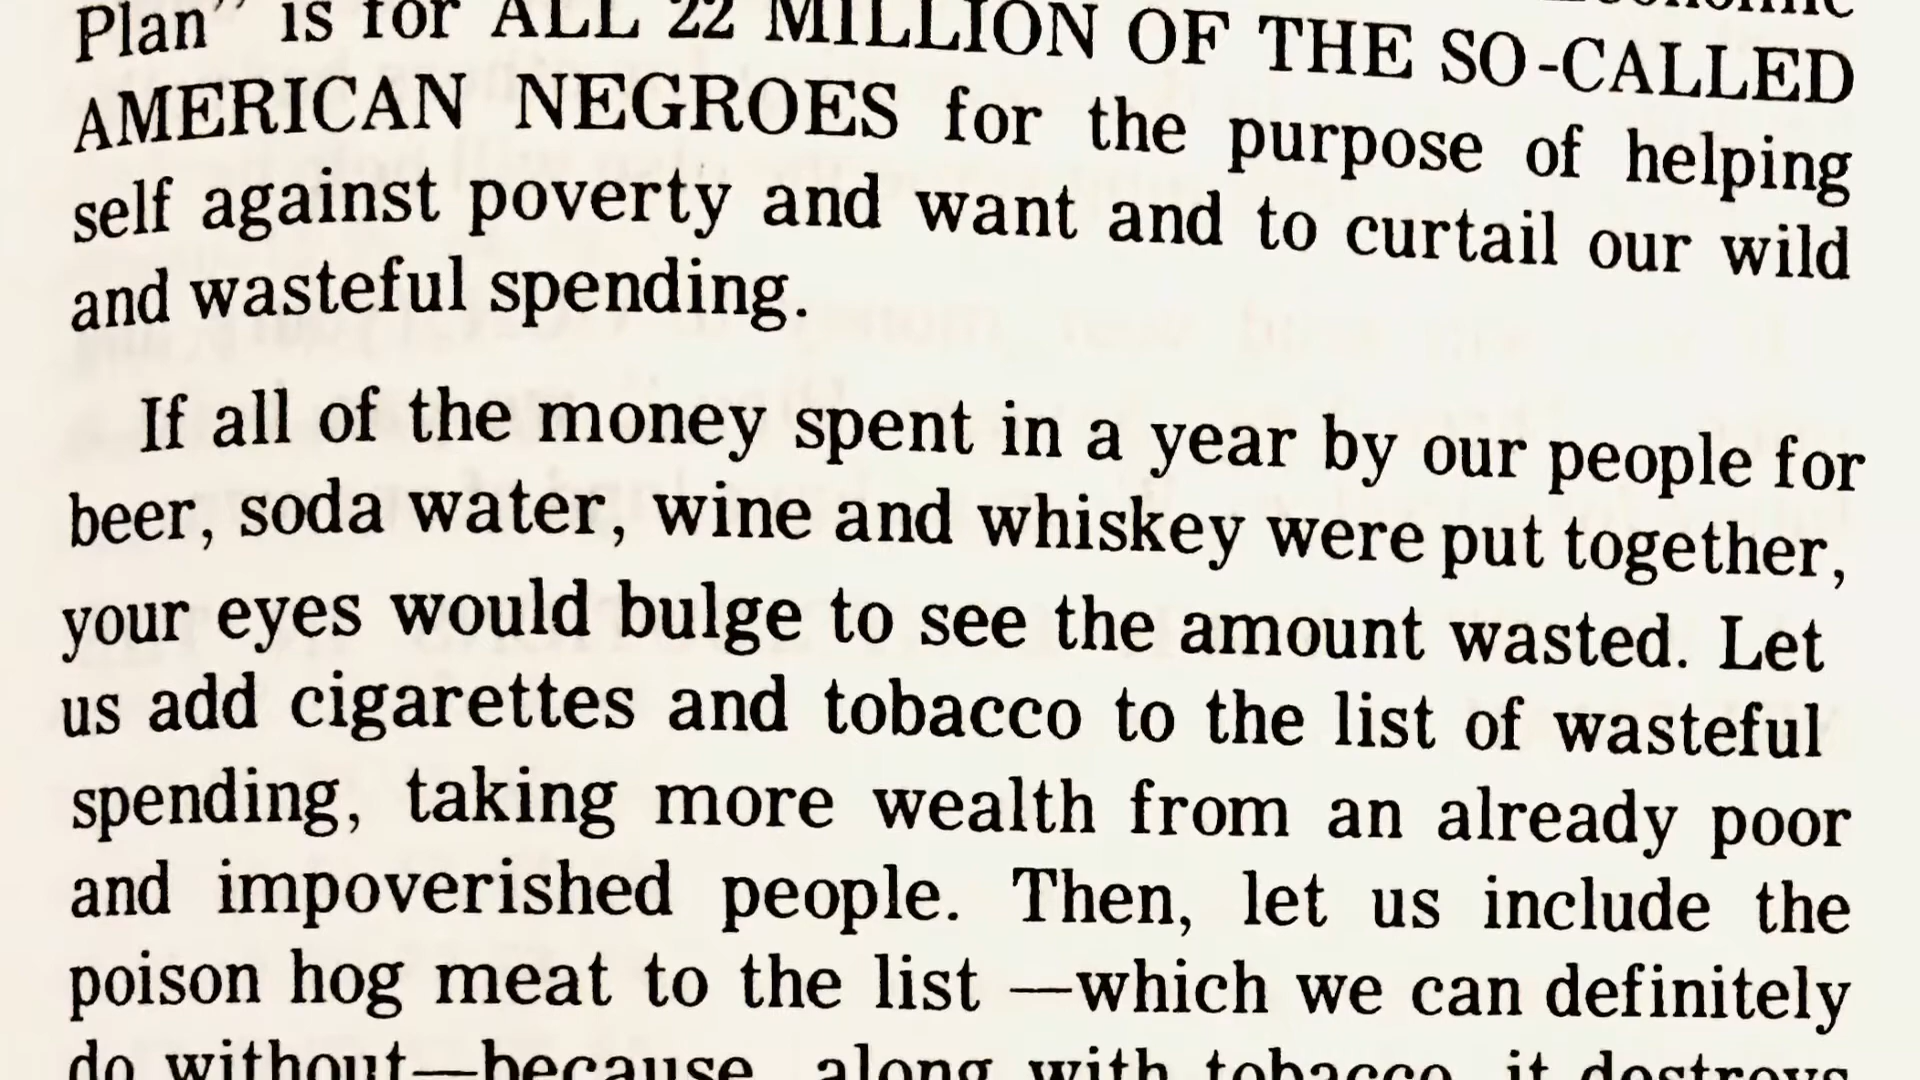 Economic
Plan" is for ALL 22 MILLION OF THE SO-CALLED
AMERICAN NEGROES for the purpose of helping
self against poverty and want and to curtail our wild
and wasteful spending.
If all of the money spent in a year by our people for
beer, soda water, wine and whiskey were put together,
your eyes would bulge to see the amount wasted. Let
us add cigarettes and tobacco to the list of wasteful
spending, taking more wealth from an already poor
and impoverished people. Then, let us include the
poison hog meat to the list —which we can definitely
do without—because, along with tobacco, it destroys